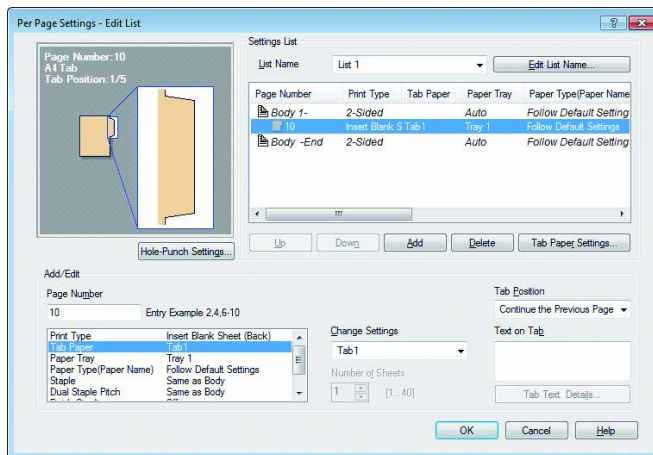 Per Page Settings - Edit List
Page Number:10
A4 Tab
Tab Position:1/5
Hole-Punch Settings...
Settings List
List Name List 1 Edit List Name...
Page Number Print Type Tab Paper Paper Tray Paper Type(Paper Name
Body 1- 2-Sided Auto Follow Default Setting
10 Insert Blank S Tab1 Tray 1 Follow Default Settings
Body -End 2-Sided Auto Follow Default Setting
Up Down Add Delete Tab Paper Settings...
Add/Edit
Page Number
10 Entry Example 2,4,6-10
Print Type Insert Blank Sheet (Back)
Tab Paper Tab1
Paper Tray Tray 1
Paper Type(Paper Name) Follow Default Settings
Staple Same as Body
Dual Staple Pitch Same as Body
Change Settings
Tab1
Number of Sheets
1 [1...40]
Tab Position
Continue the Previous Page
Text on Tab
Tab Text Details...
OK Cancel Help